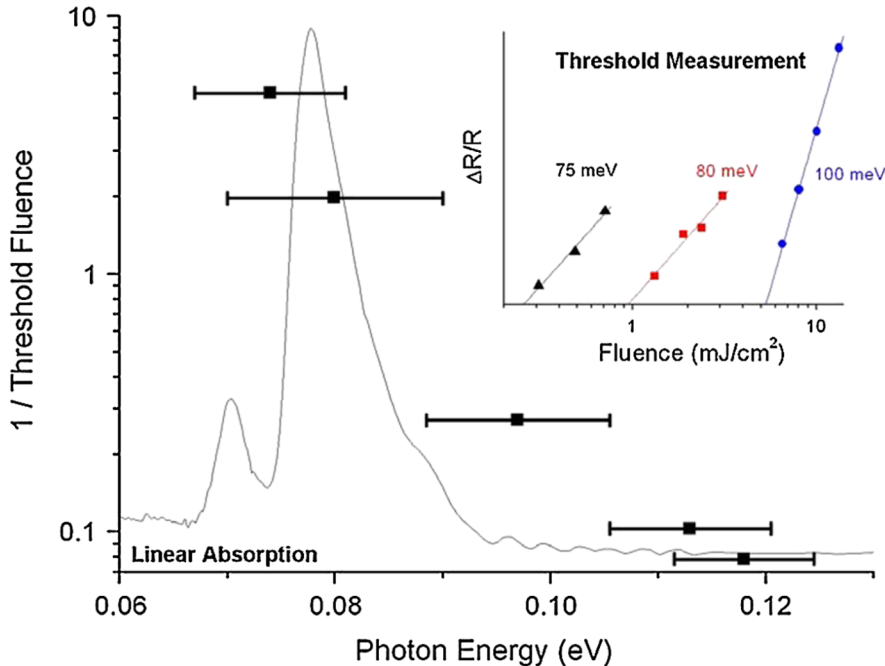 10
1
0.1
1 / Threshold Fluence
Linear Absorption
0.06
0.08
0.10
0.12
Photon Energy (eV)
Threshold Measurement
ΔR/R
75 meV
80 meV
100 meV
1
10
Fluence (mJ/cm²)